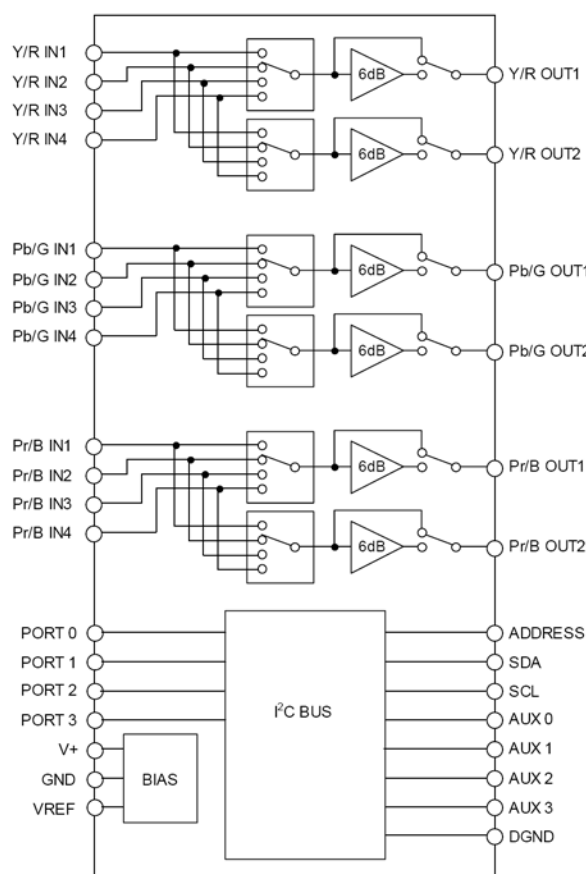 Y/R IN1
Y/R IN2
Y/R IN3
Y/R IN4
6dB
Y/R OUT1
6dB
Y/R OUT2
Pb/G IN1
Pb/G IN2
Pb/G IN3
Pb/G IN4
6dB
Pb/G OUT1
6dB
Pb/G OUT2
Pr/B IN1
Pr/B IN2
Pr/B IN3
Pr/B IN4
6dB
Pr/B OUT1
6dB
Pr/B OUT2
PORT 0
PORT 1
PORT 2
PORT 3
V+
GND
VREF
BIAS
I²C BUS
ADDRESS
SDA
SCL
AUX 0
AUX 1
AUX 2
AUX 3
DGND